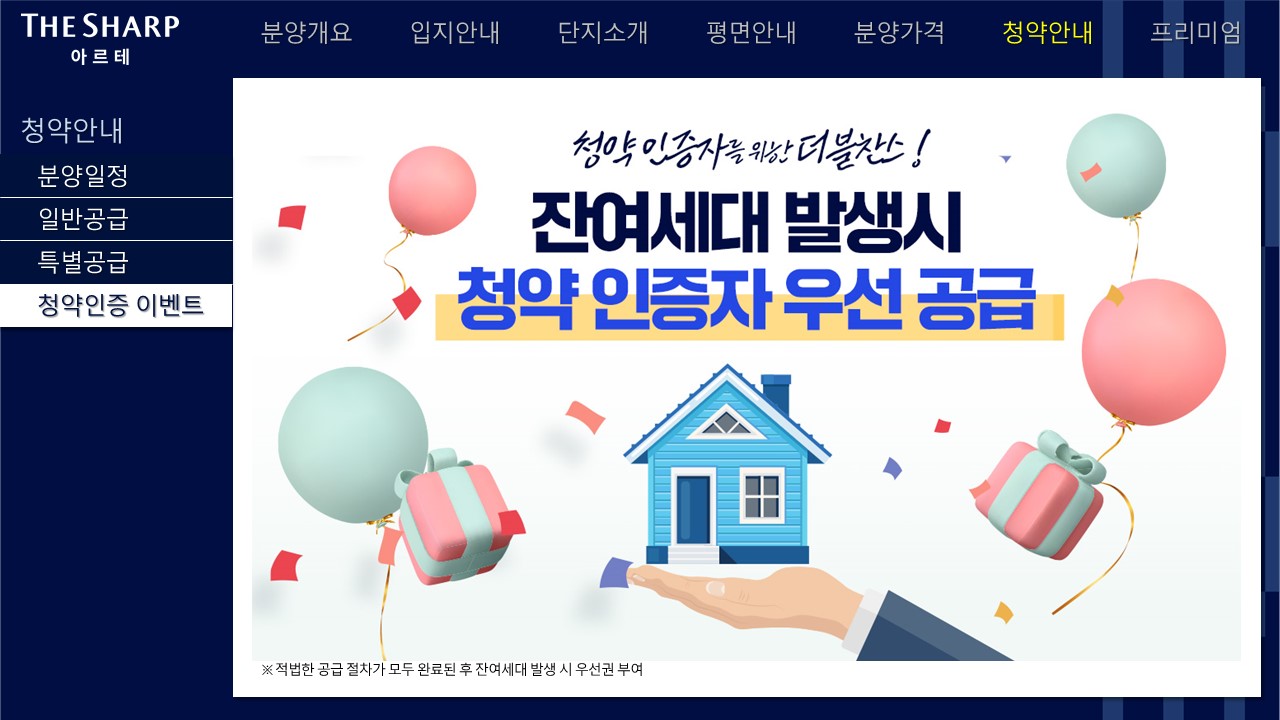 THE SHARP
아르테
분양개요 입지안내 단지소개 평면안내 분양가격 청약안내 프리미엄
청약안내
분양일정
일반공급
특별공급
청약인증 이벤트
청약 인증자를 위한 더블찬스!
잔여세대 발생시
청약 인증자 우선 공급
※ 적법한 공급 절차가 모두 완료된 후 잔여세대 발생 시 우선권 부여